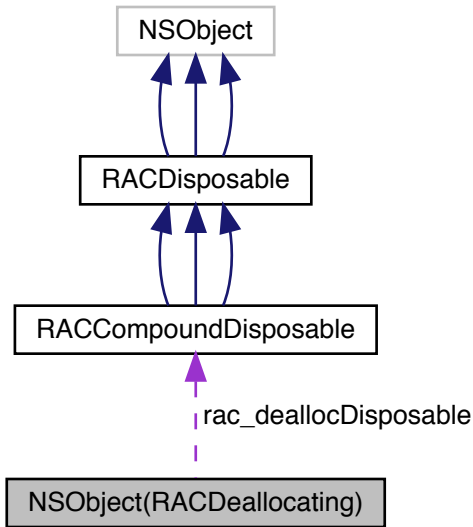 NSObject
RACDisposable
RACCompoundDisposable
rac_deallocDisposable
NSObject(RACDeallocating)